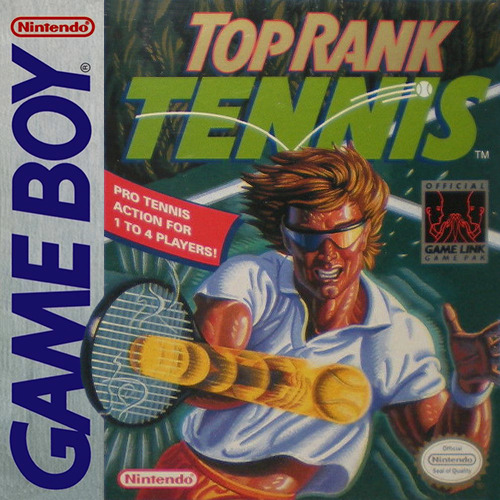 Nintendo
GAME BOY
®
TOP RANK
TENNIS
TM
PRO TENNIS
ACTION FOR
1 TO 4 PLAYERS!
OFFICIAL
GAME LINK
GAME PAK
Nintendo
Official
Nintendo
Seal of Quality